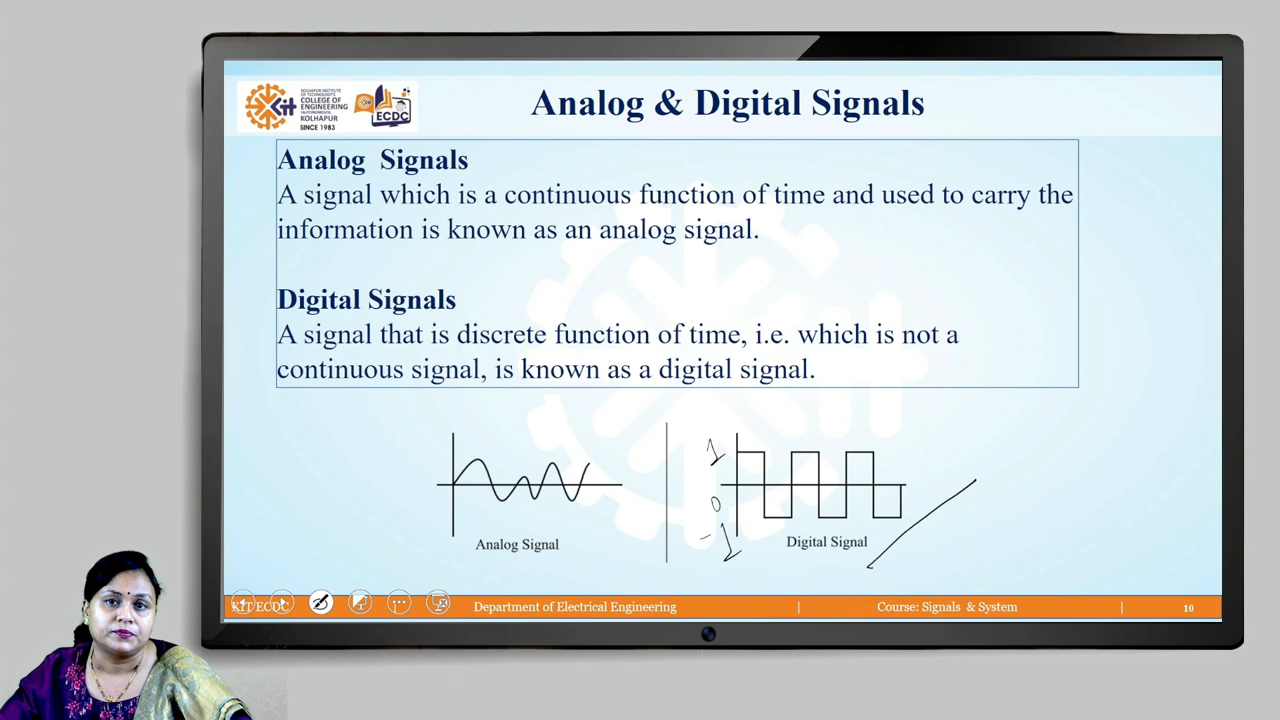 KIT
KOLHAPUR INSTITUTE
OF TECHNOLOGY'S
COLLEGE OF
ENGINEERING
(AUTONOMOUS)
KOLHAPUR
SINCE 1983
ECDC
Analog & Digital Signals
Analog Signals
A signal which is a continuous function of time and used to carry the
information is known as an analog signal.
Digital Signals
A signal that is discrete function of time, i.e. which is not a
continuous signal, is known as a digital signal.
1
0
-1
Analog Signal
Digital Signal
KIT ECDC
Department of Electrical Engineering
|
Course: Signals & System
|
10